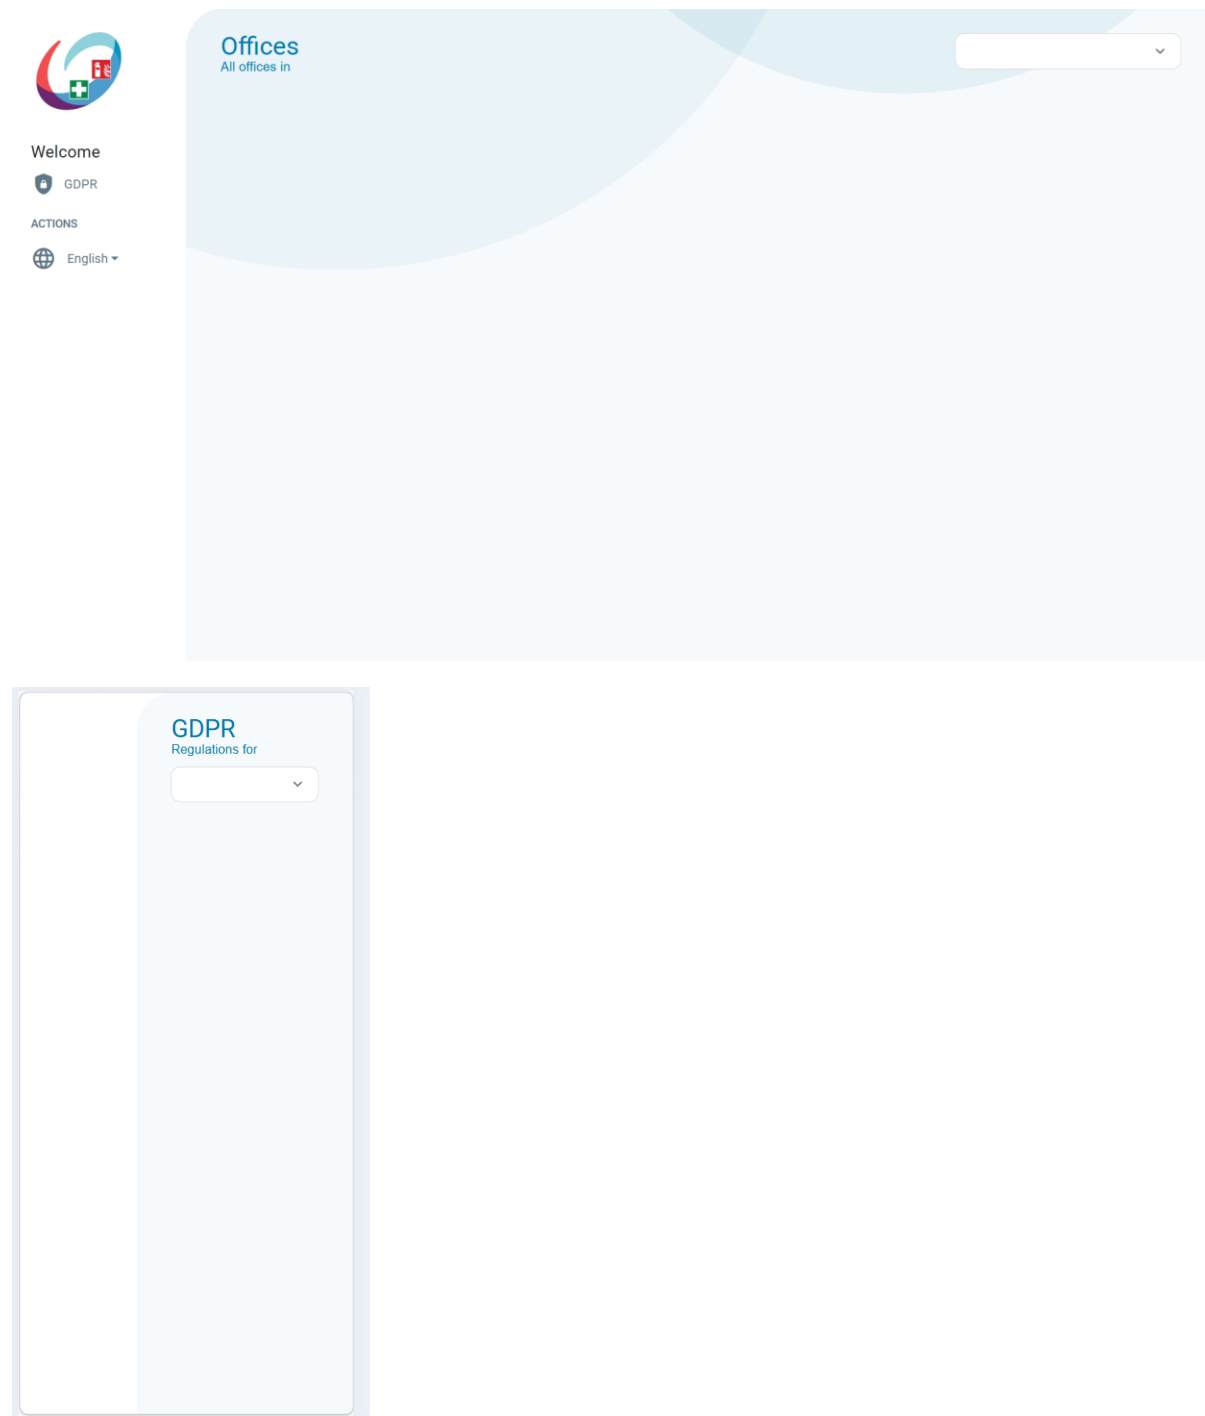 Offices
All offices in
Welcome
GDPR
ACTIONS
English
GDPR
Regulations for